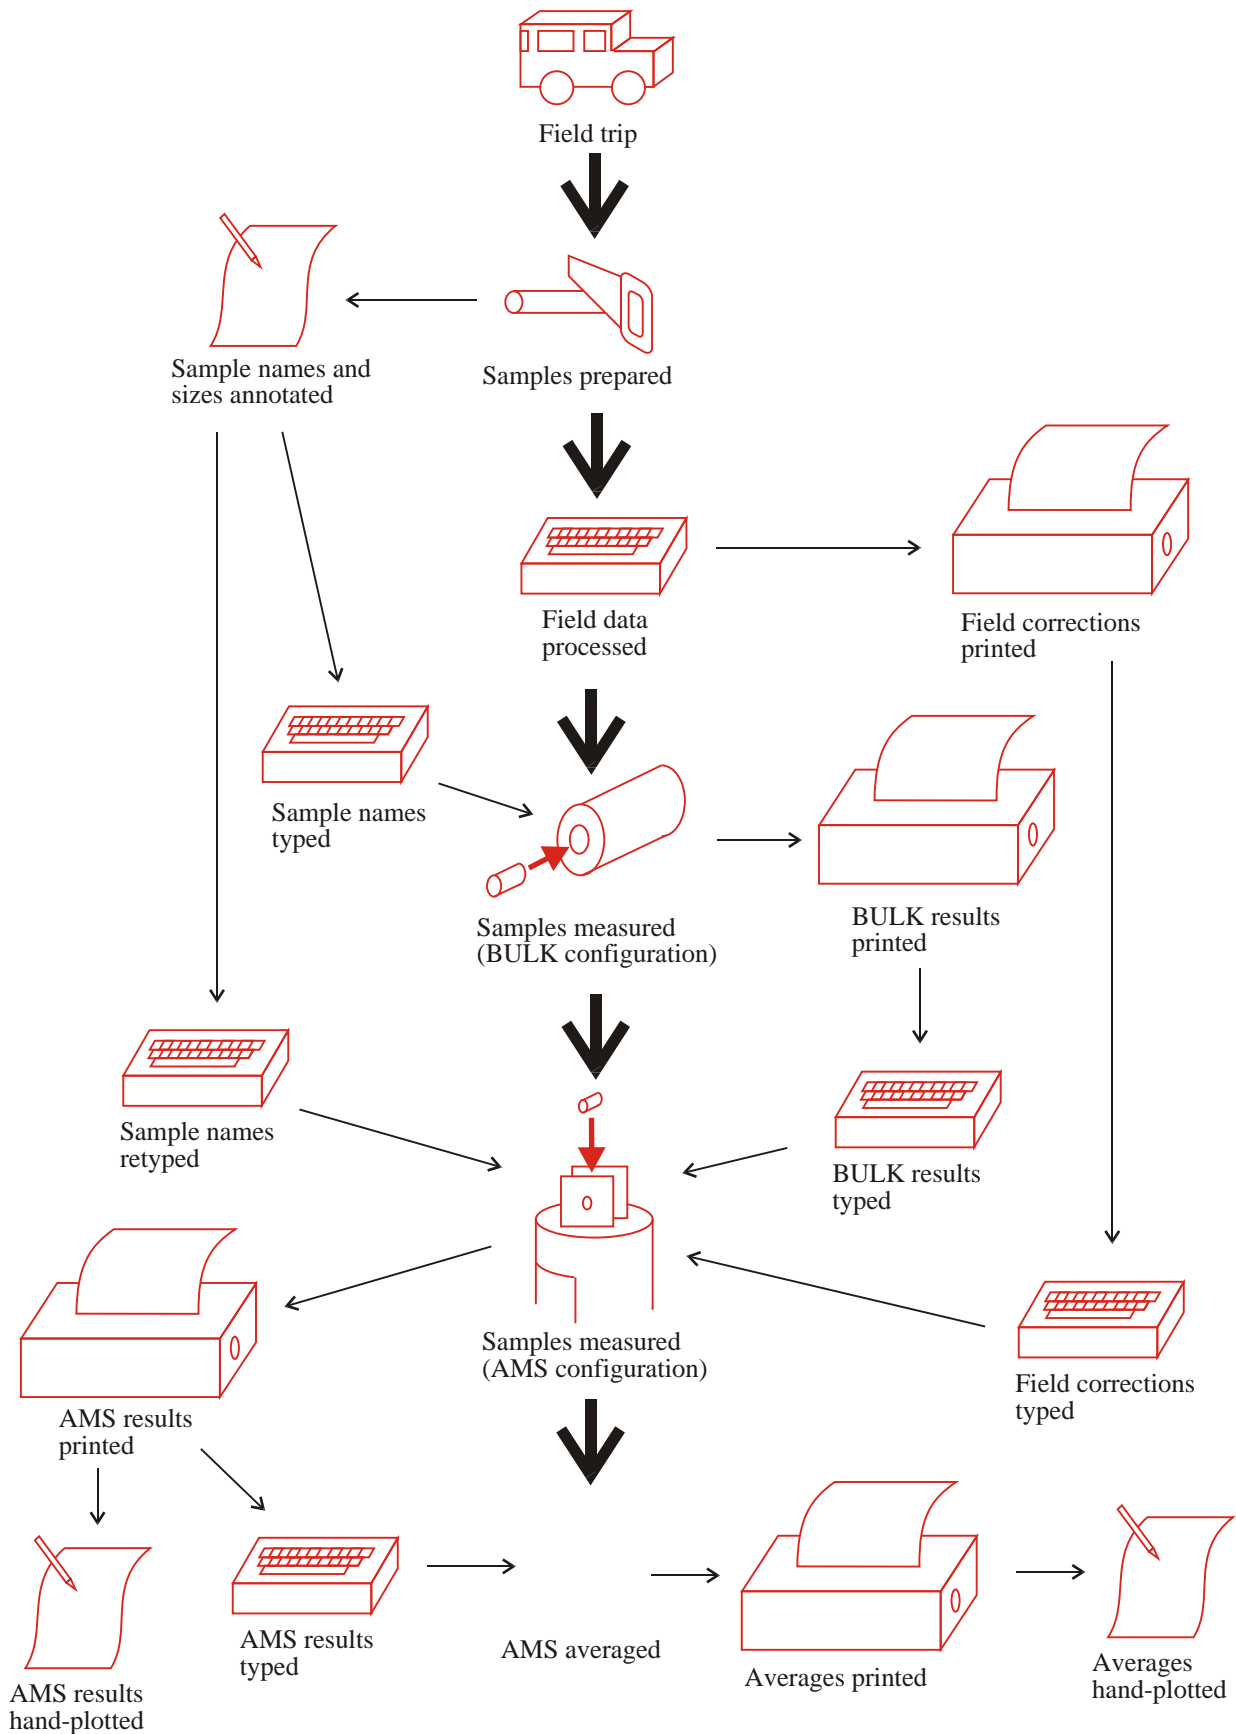 Field trip
Sample names and
sizes annotated
Samples prepared
Field data
processed
Field corrections
printed
Sample names
typed
Samples measured
(BULK configuration)
BULK results
printed
Sample names
retyped
BULK results
typed
Samples measured
(AMS configuration)
Field corrections
typed
AMS results
printed
AMS results
hand-plotted
AMS results
typed
AMS averaged
Averages printed
Averages
hand-plotted